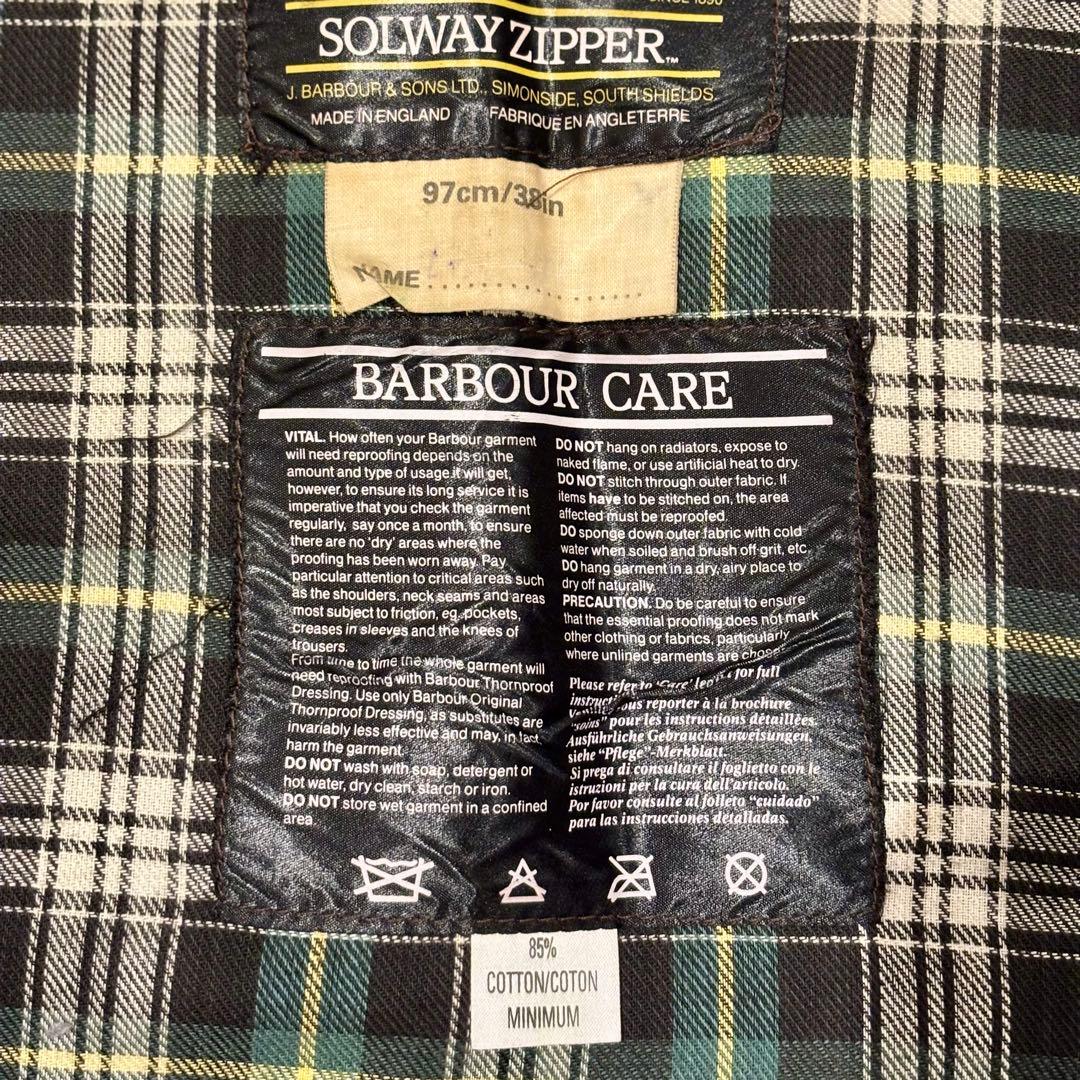 SINCE 1890
SOLWAY ZIPPER™
J. BARBOUR & SONS LTD., SIMONSIDE, SOUTH SHIELDS
MADE IN ENGLAND FABRIQUE EN ANGLETERRE
97cm/38in
NAME
BARBOUR CARE
VITAL. How often your Barbour garment
will need reproofing depends on the
amount and type of usage it will get,
however, to ensure its long service it is
imperative that you check the garment
regularly, say once a month, to ensure
there are no 'dry' areas where the
proofing has been worn away. Pay
particular attention to critical areas such
as the shoulders, neck seams and areas
most subject to friction, eg. pockets,
creases in sleeves and the knees of
trousers.
From time to time the whole garment will
need reproofing with Barbour Thornproof
Dressing. Use only Barbour Original
Thornproof Dressing, as substitutes are
invariably less effective and may, in fact
harm the garment.
DO NOT wash with soap, detergent or
hot water, dry clean, starch or iron.
DO NOT store wet garment in a confined
area.
DO NOT hang on radiators, expose to
naked flame, or use artificial heat to dry.
DO NOT stitch through outer fabric. If
items have to be stitched on, the area
affected must be reproofed.
DO sponge down outer fabric with cold
water when soiled and brush off grit, etc.
DO hang garment in a dry, airy place to
dry off naturally.
PRECAUTION. Do be careful to ensure
that the essential proofing does not mark
other clothing or fabrics, particularly
where unlined garments are
Please refer to 'Care' for full
vous reporter à la brochure
"soins" pour les instructions détaillées.
Ausführliche Gebrauchsanweisungen,
siehe "Pflege"-Merkblatt.
Si prega di consultare il foglietto con le
istruzioni per la cura dell'articolo.
Por favor consulte al folleto "cuidado"
para las instrucciones detalladas.
85%
COTTON/COTON
MINIMUM